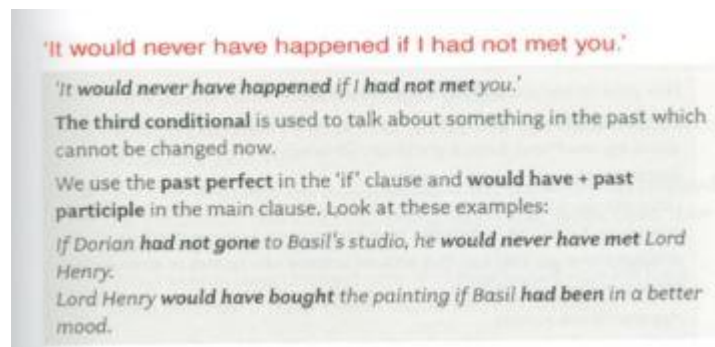 'It would never have happened if I had not met you.'
'It would never have happened if I had not met you.'
The third conditional is used to talk about something in the past which
cannot be changed now.
We use the past perfect in the 'if' clause and would have + past
participle in the main clause. Look at these examples:
If Dorian had not gone to Basil's studio, he would never have met Lord
Henry.
Lord Henry would have bought the painting if Basil had been in a better
mood.